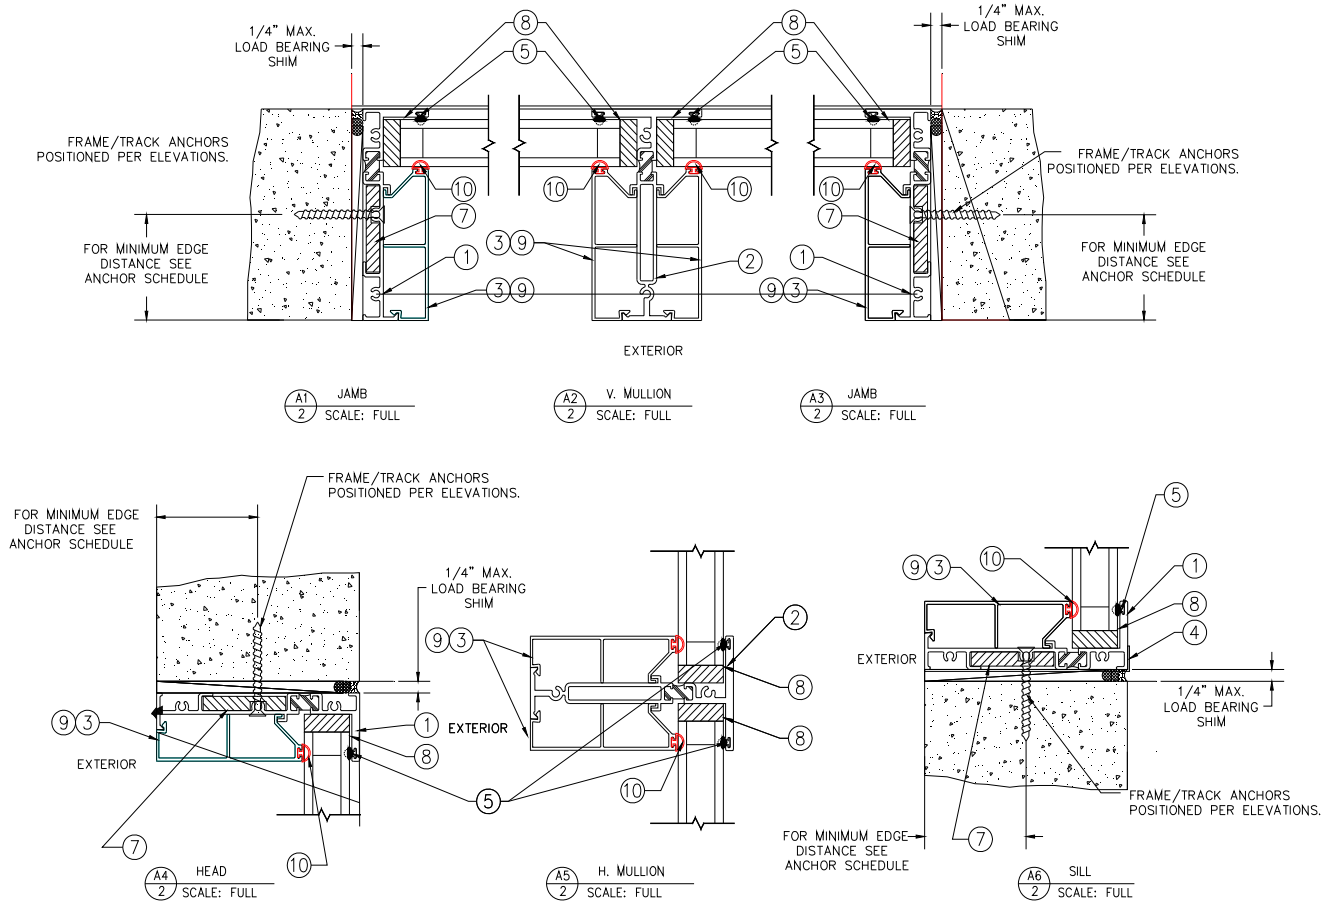 1/4" MAX.
LOAD BEARING
SHIM
8
5
8
5
1/4" MAX.
LOAD BEARING
SHIM
FRAME/TRACK ANCHORS
POSITIONED PER ELEVATIONS.
10
10
10
10
FRAME/TRACK ANCHORS
POSITIONED PER ELEVATIONS.
7
7
FOR MINIMUM EDGE
DISTANCE SEE
ANCHOR SCHEDULE
1
3 9
2
1
FOR MINIMUM EDGE
DISTANCE SEE
ANCHOR SCHEDULE
3 9
9 3
EXTERIOR
A1
2
JAMB
SCALE: FULL
A2
2
V. MULLION
SCALE: FULL
A3
2
JAMB
SCALE: FULL
FRAME/TRACK ANCHORS
POSITIONED PER ELEVATIONS.
FOR MINIMUM EDGE
DISTANCE SEE
ANCHOR SCHEDULE
1/4" MAX.
LOAD BEARING
SHIM
9 3
1
8
EXTERIOR
7
10
A4
2
HEAD
SCALE: FULL
9 3
2
8
EXTERIOR
8
10
5
A5
2
H. MULLION
SCALE: FULL
5
10
9 3
1
8
4
EXTERIOR
1/4" MAX.
LOAD BEARING
SHIM
FRAME/TRACK ANCHORS
POSITIONED PER ELEVATIONS.
7
FOR MINIMUM EDGE
DISTANCE SEE
ANCHOR SCHEDULE
A6
2
SILL
SCALE: FULL